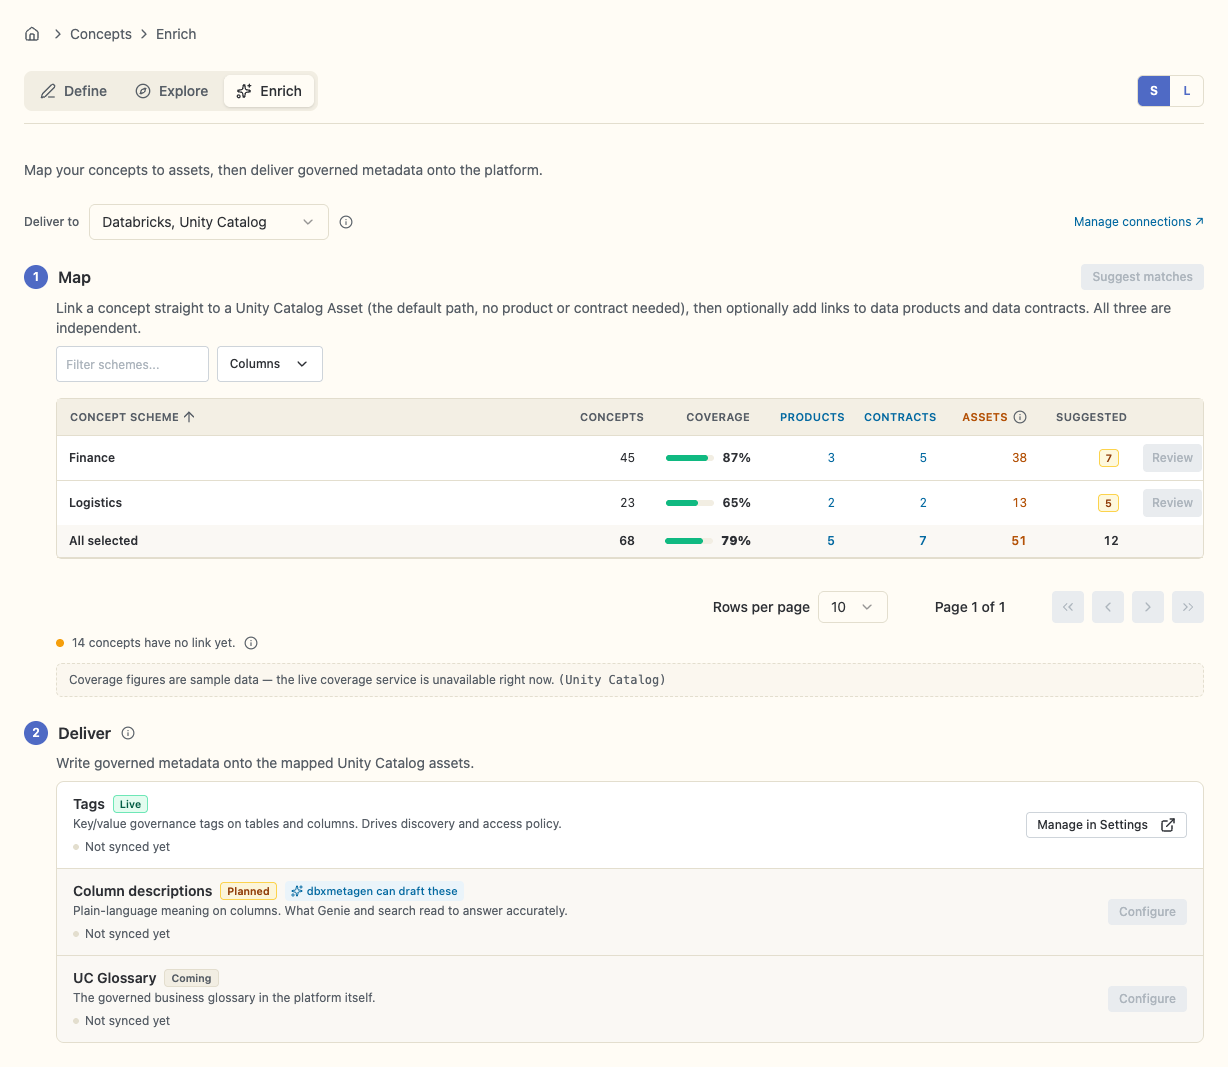 Concepts > Enrich
Define Explore Enrich
S L
Map your concepts to assets, then deliver governed metadata onto the platform.
Deliver to Databricks, Unity Catalog
Manage connections ↗
1 Map
Suggest matches
Link a concept straight to a Unity Catalog Asset (the default path, no product or contract needed), then optionally add links to data products and data contracts. All three are
independent.
Filter schemes... Columns
CONCEPT SCHEME ↑ CONCEPTS COVERAGE PRODUCTS CONTRACTS ASSETS SUGGESTED
Finance 45 87% 3 5 38 7 Review
Logistics 23 65% 2 2 13 5 Review
All selected 68 79% 5 7 51 12
Rows per page 10 Page 1 of 1
14 concepts have no link yet.
Coverage figures are sample data — the live coverage service is unavailable right now. (Unity Catalog)
2 Deliver
Write governed metadata onto the mapped Unity Catalog assets.
Tags Live
Key/value governance tags on tables and columns. Drives discovery and access policy.
Manage in Settings
Not synced yet
Column descriptions Planned dbxmetagen can draft these
Plain-language meaning on columns. What Genie and search read to answer accurately.
Configure
Not synced yet
UC Glossary Coming
The governed business glossary in the platform itself.
Configure
Not synced yet